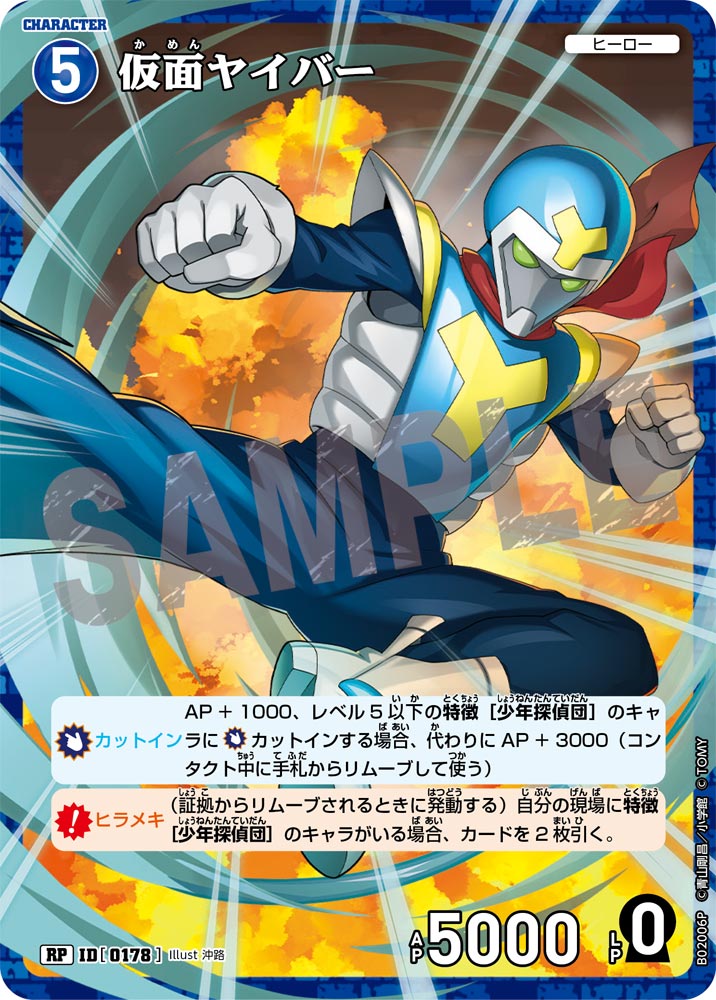 CHARACTER
5
かめん
仮面ヤイバー
ヒーロー
SAMPLE
いか とくちょう しょうねんたんていだん
AP + 1000、レベル 5 以下の特徴［少年探偵団］のキャ
カットイン ラに カットインする場合、代わりに AP + 3000（コン
ばあい か
タクト中に手札からリムーブして使う）
ちゅう てふだ つか
しょうこ はつどう じぶん げんば とくちょう
ヒラメキ （証拠からリムーブされるときに発動する）自分の現場に特徴
しょうねんたんていだん ばあい まい ひ
［少年探偵団］のキャラがいる場合、カードを 2 枚引く。
RP ID [ 0178 ] Illust 沖路
AP 5000 LP 0
B02006P ©青山剛昌／小学館 ©TOMY